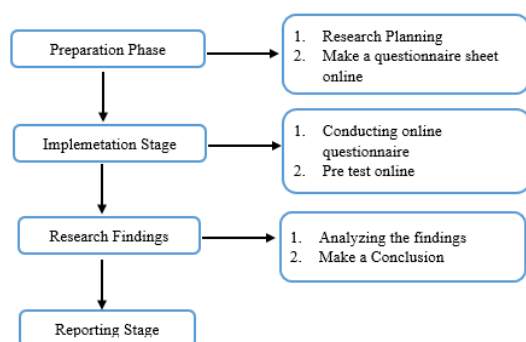 Preparation Phase
1. Research Planning
2. Make a questionnaire sheet
online
Implemetation Stage
1. Conducting online
questionnaire
2. Pre test online
Research Findings
1. Analyzing the findings
2. Make a Conclusion
Reporting Stage